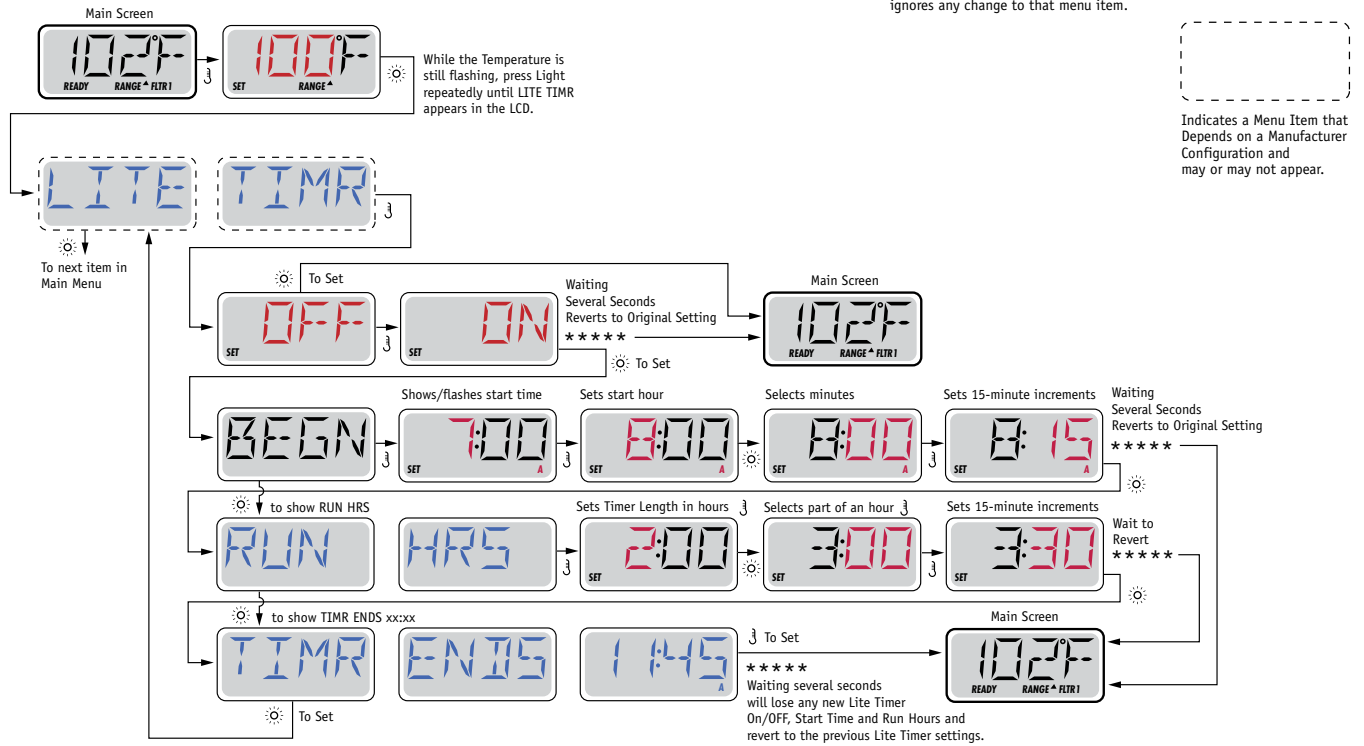 ignores any change to that menu item.
Main Screen
102°F
READY RANGE FLTR1
100°F
SET RANGE
While the Temperature is
still flashing, press Light
repeatedly until LITE TIMR
appears in the LCD.
Indicates a Menu Item that
Depends on a Manufacturer
Configuration and
may or may not appear.
LITE
TIMR
To next item in
Main Menu
To Set
OFF
SET
ON
SET
Waiting
Several Seconds
Reverts to Original Setting
*****
To Set
Main Screen
102°F
READY RANGE FLTR1
BEGN
Shows/flashes start time
7:00
SET A
Sets start hour
8:00
SET A
Selects minutes
8:00
SET A
Sets 15-minute increments
8:15
SET A
Waiting
Several Seconds
Reverts to Original Setting
*****
to show RUN HRS
RUN
HRS
Sets Timer Length in hours
2:00
SET
Selects part of an hour
3:00
SET
Sets 15-minute increments
3:30
SET
Wait to
Revert
*****
to show TIMR ENDS xx:xx
TIMR
ENDS
11:45
A
To Set
*****
Waiting several seconds
will lose any new Lite Timer
On/OFF, Start Time and Run Hours and
revert to the previous Lite Timer settings.
Main Screen
102°F
READY RANGE FLTR1
To Set